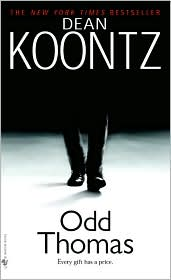 THE NEW YORK TIMES BESTSELLER
DEAN
KOONTZ
Odd
Thomas
Every gift has a price.